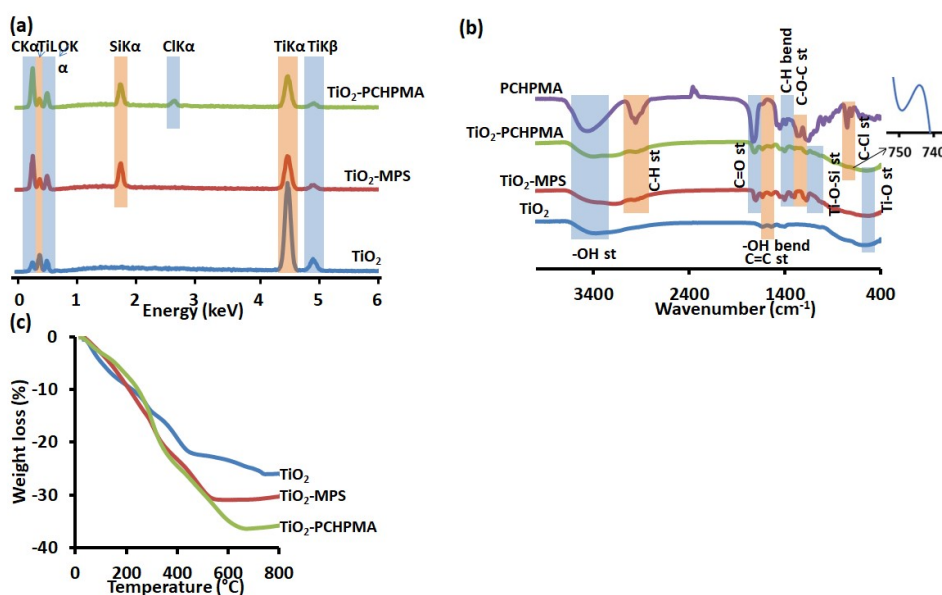 (a)
CKα TiLOK
α
SiKα
ClKα
TiKα TiKβ
TiO2-PCHPMA
TiO2-MPS
TiO2
0 1 2 3 4 5 6
Energy (keV)
(b)
PCHPMA
TiO2-PCHPMA
TiO2-MPS
TiO2
-OH st
C-H st
C=O st
-OH bend
C=C st
C-H bend
C-O-C st
Ti-O-Si st
C-Cl st
Ti-O st
750 740
3400 2400 1400 400
Wavenumber (cm-1)
(c)
Weight loss (%)
0
-10
-20
-30
-40
TiO2
TiO2-MPS
TiO2-PCHPMA
0 200 400 600 800
Temperature (°C)